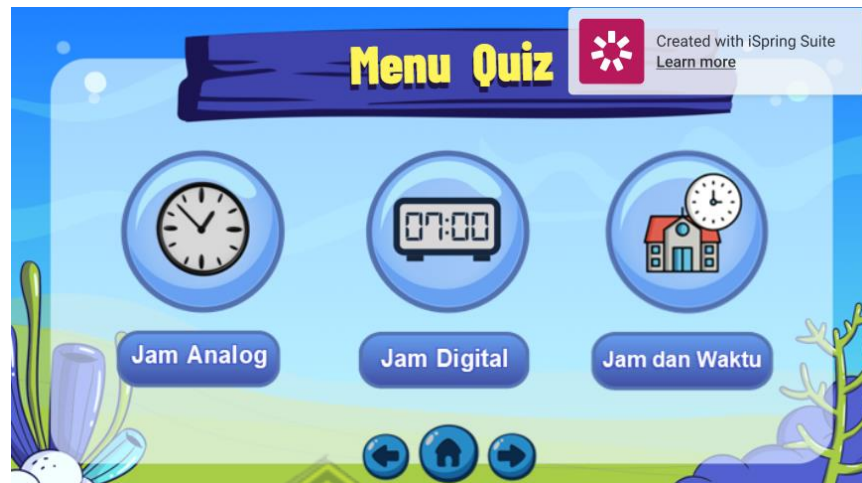 Menu Quiz
Created with iSpring Suite
Learn more
07:00
Jam Analog
Jam Digital
Jam dan Waktu